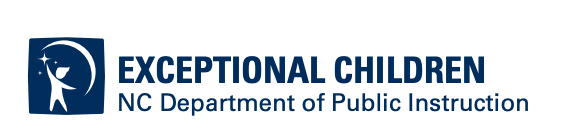 EXCEPTIONAL CHILDREN
NC Department of Public Instruction